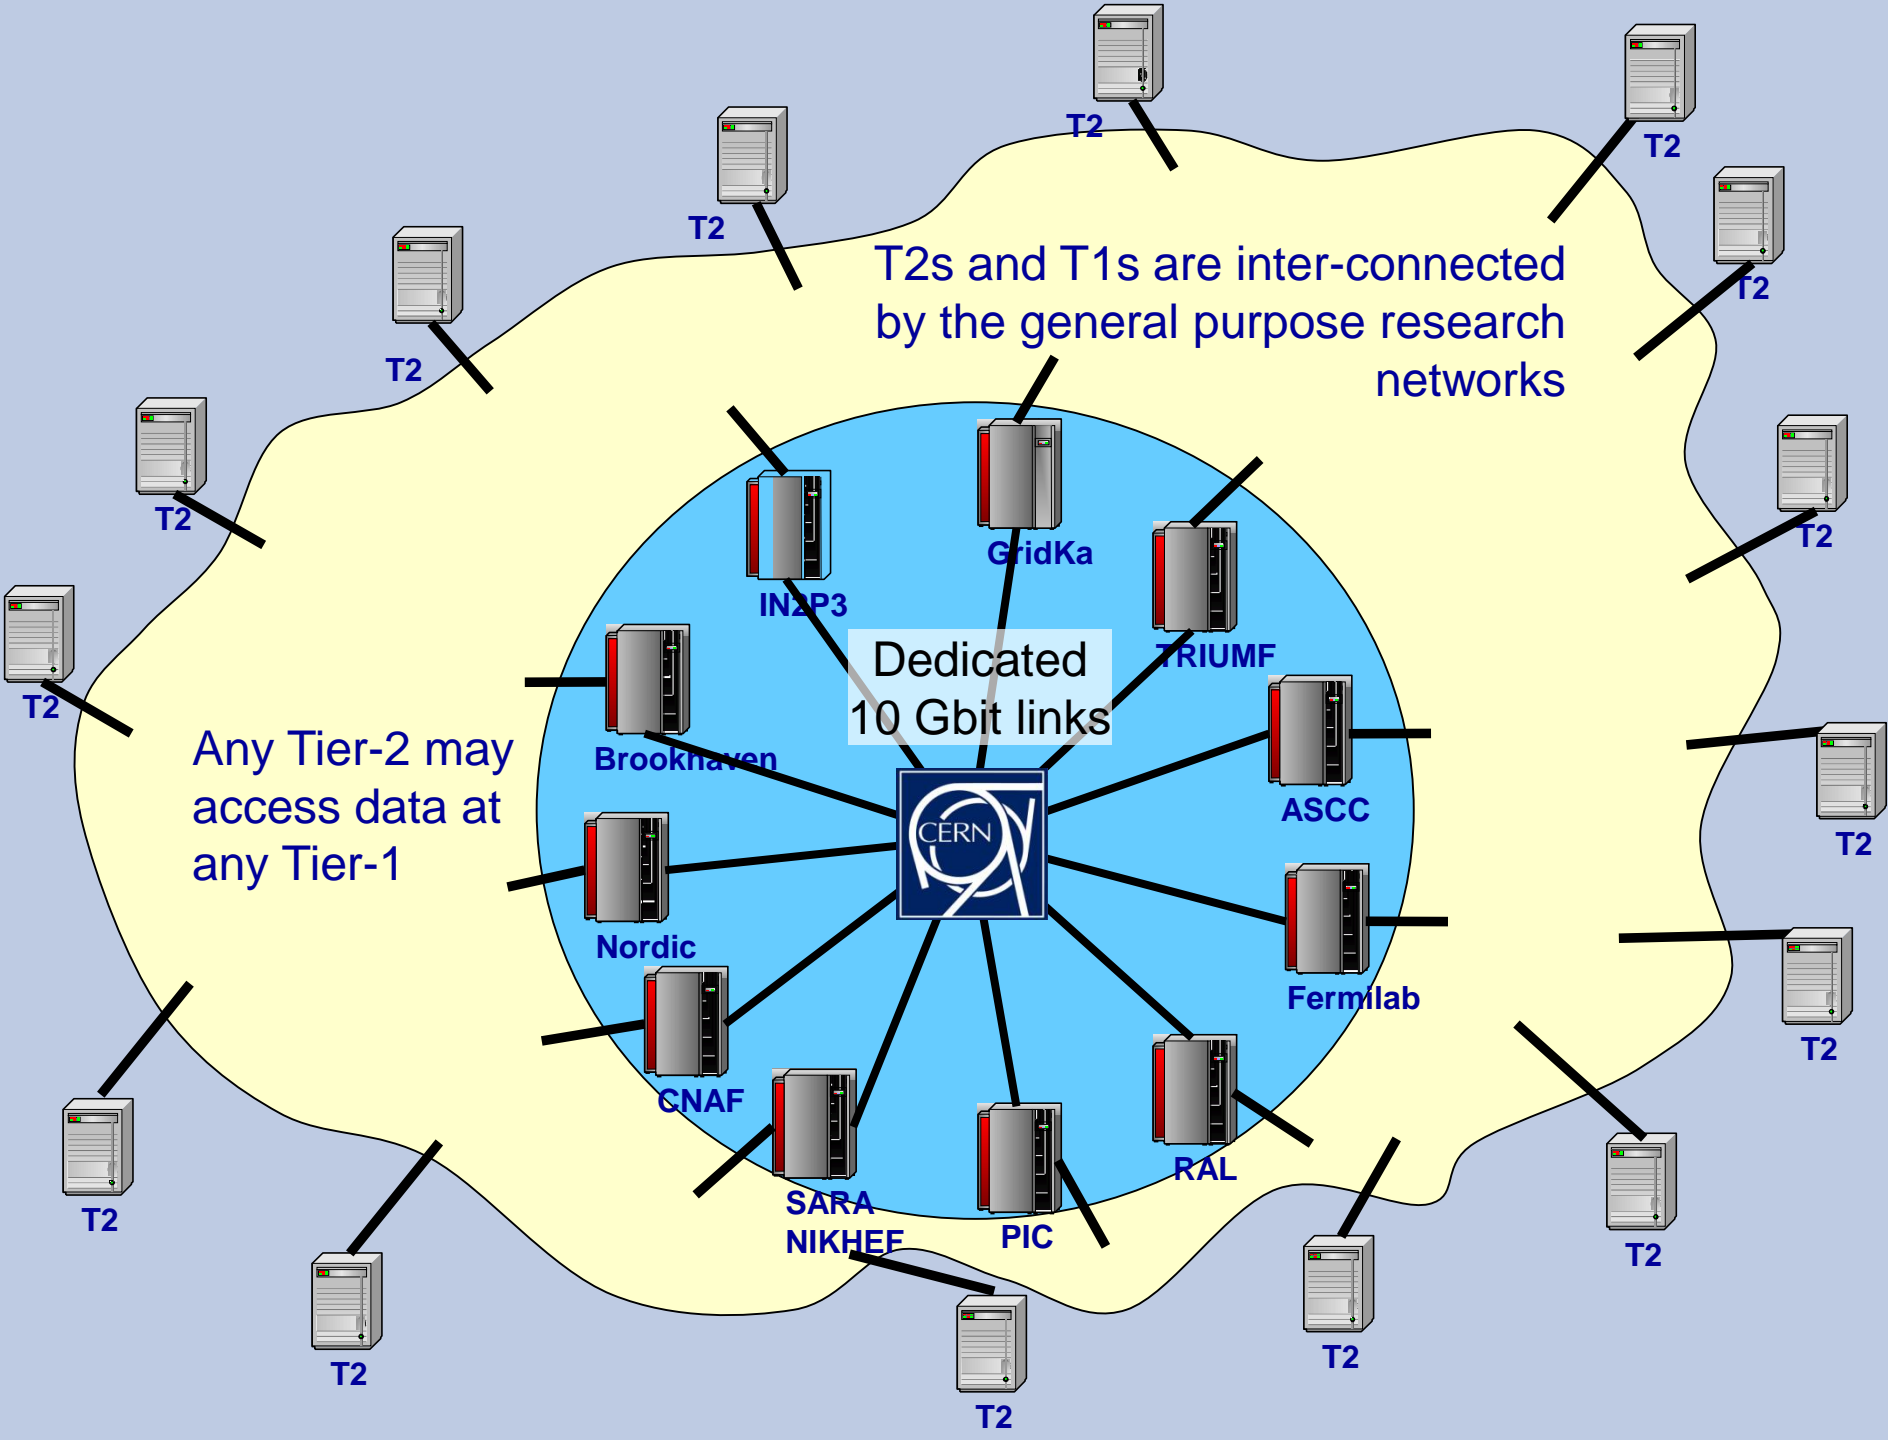 T2
T2
T2
T2
T2s and T1s are inter-connected
by the general purpose research
networks
T2
T2
T2
T2
GridKa
T2
IN2P3
TRIUMF
Dedicated
10 Gbit links
T2
Brookhaven
Any Tier-2 may
access data at
any Tier-1
ASCC
CERN
T2
Nordic
Fermilab
T2
CNAF
RAL
SARA
NIKHEF
PIC
T2
T2
T2
T2
T2